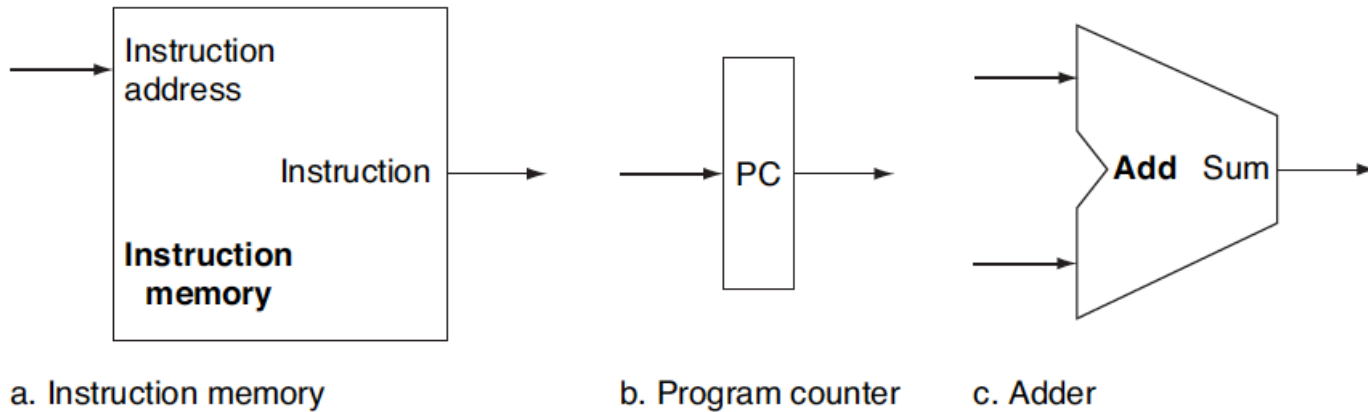 Instruction
address
Instruction
Instruction
memory
a. Instruction memory
PC
b. Program counter
Add Sum
c. Adder